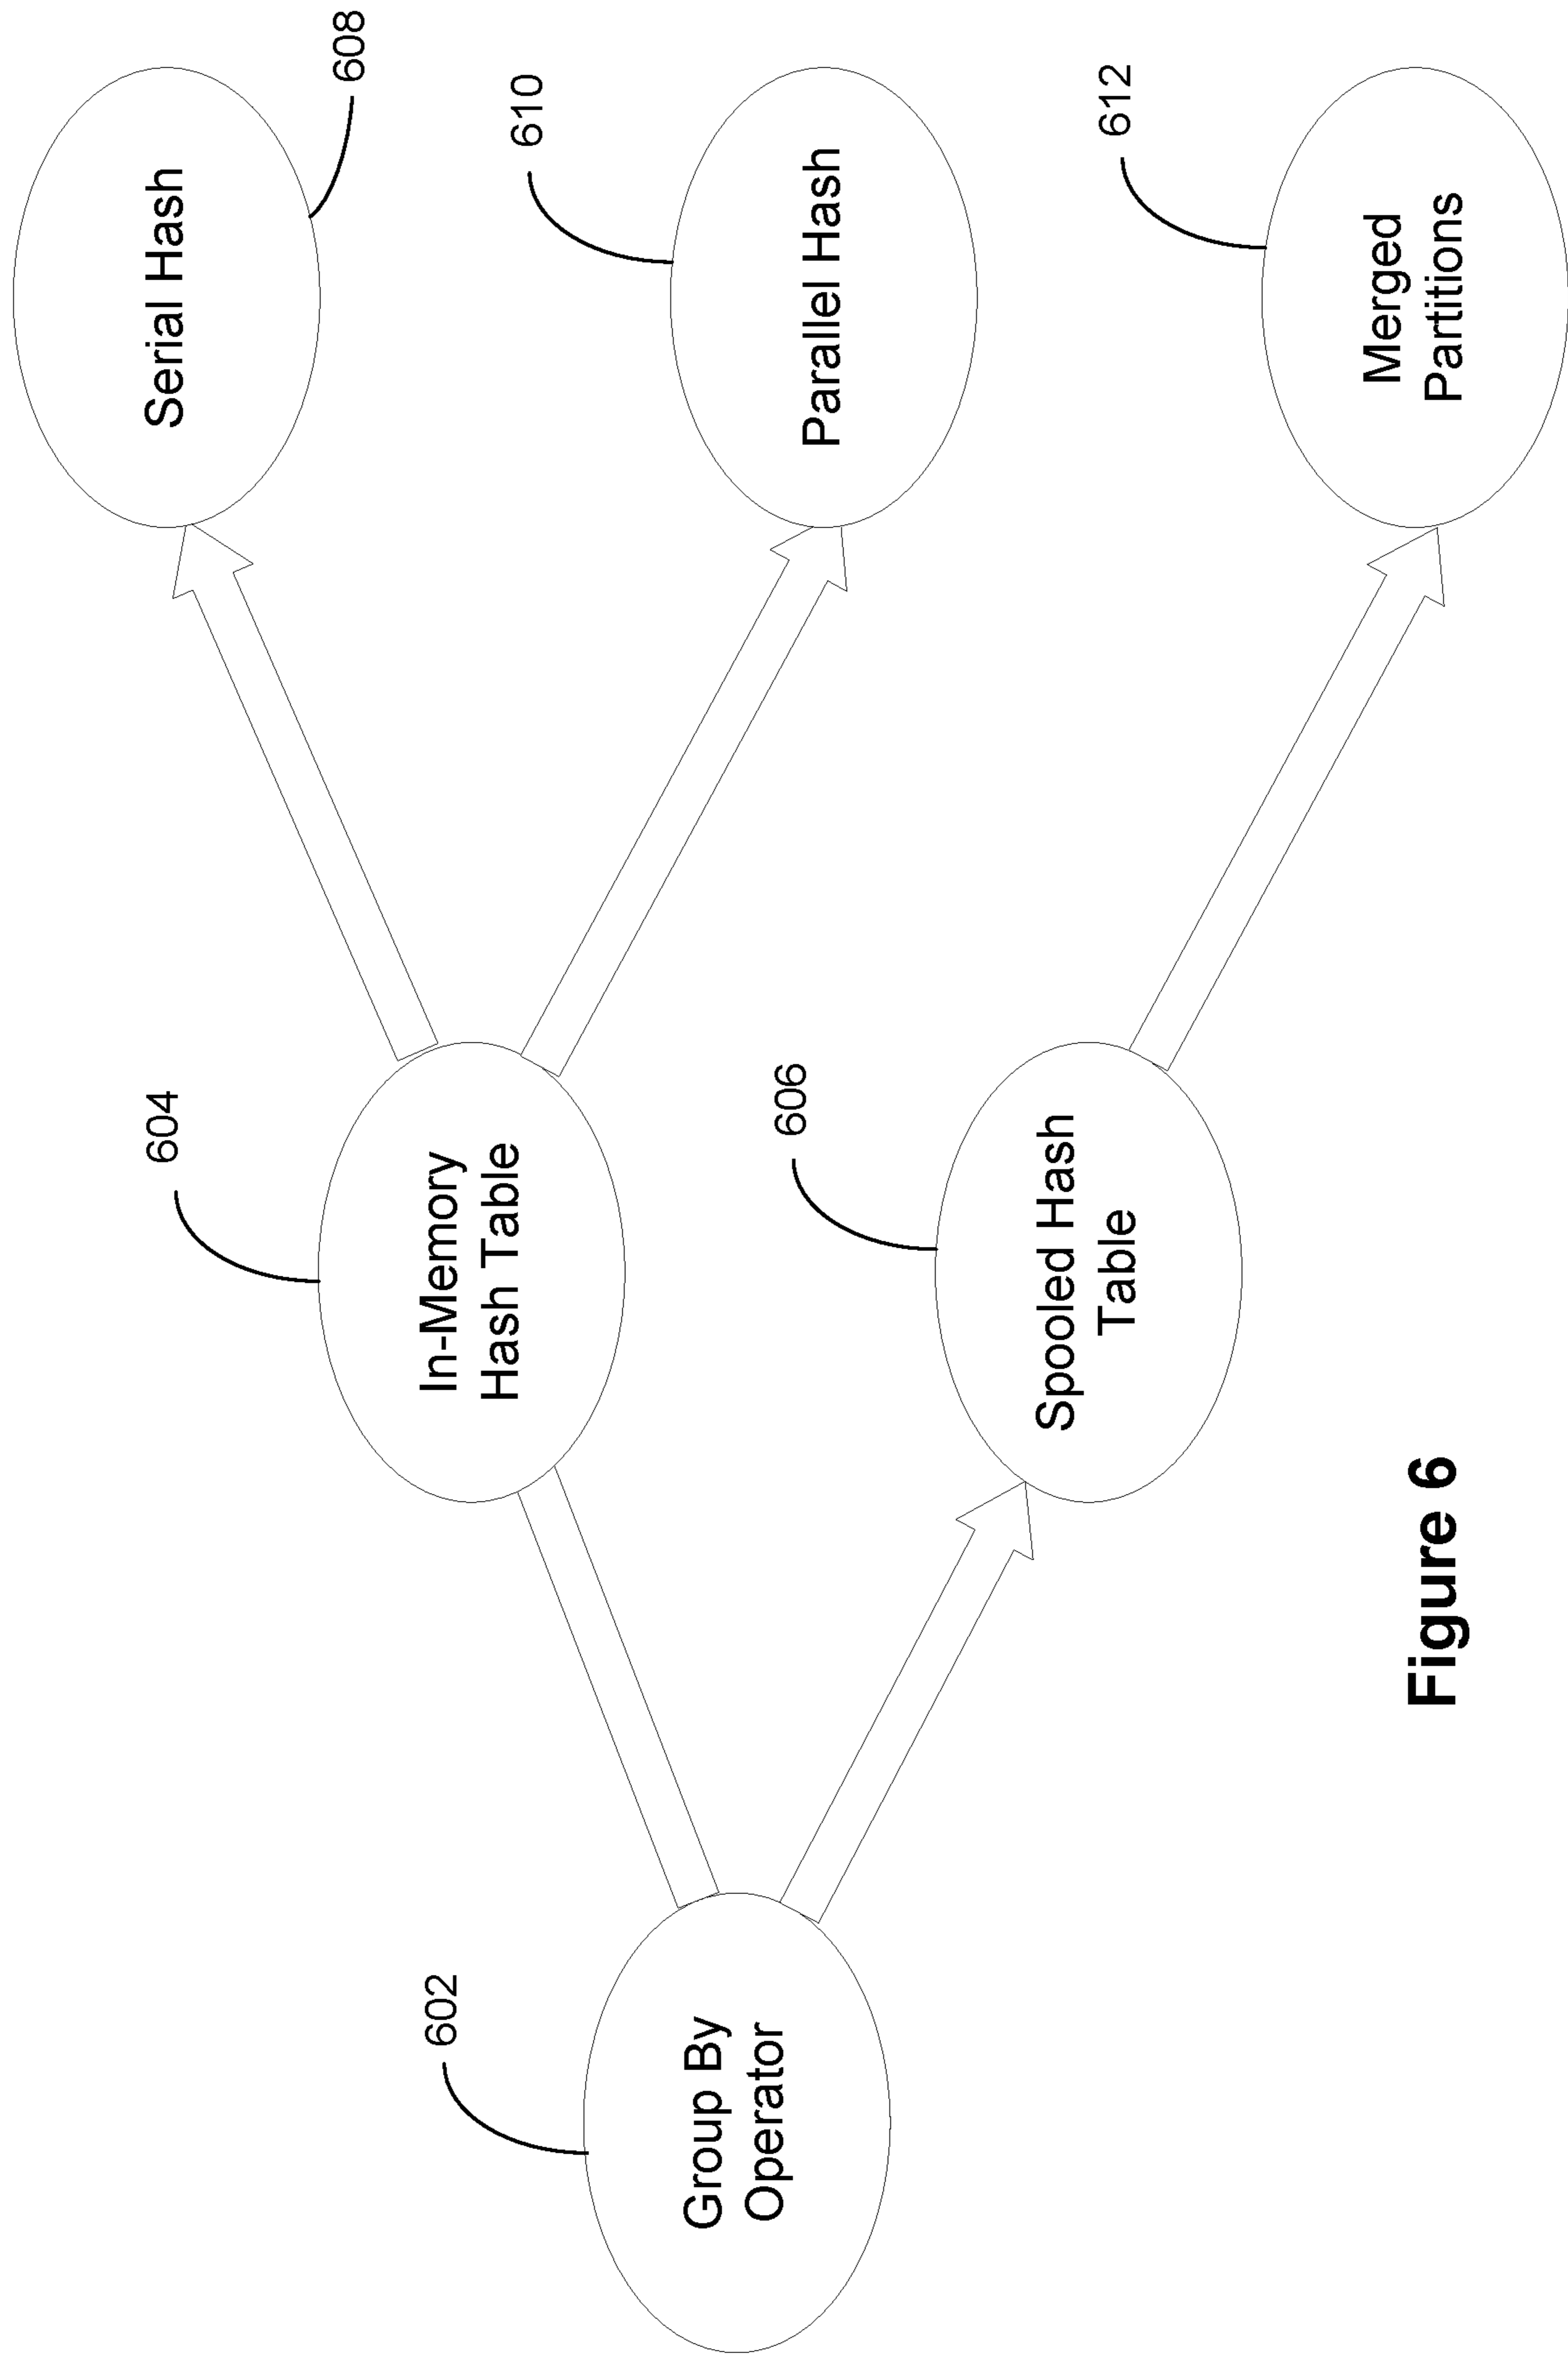 602
Group By
Operator
604
In-Memory
Hash Table
606
Spooled Hash
Table
608
Serial Hash
610
Parallel Hash
612
Merged
Partitions
Figure 6